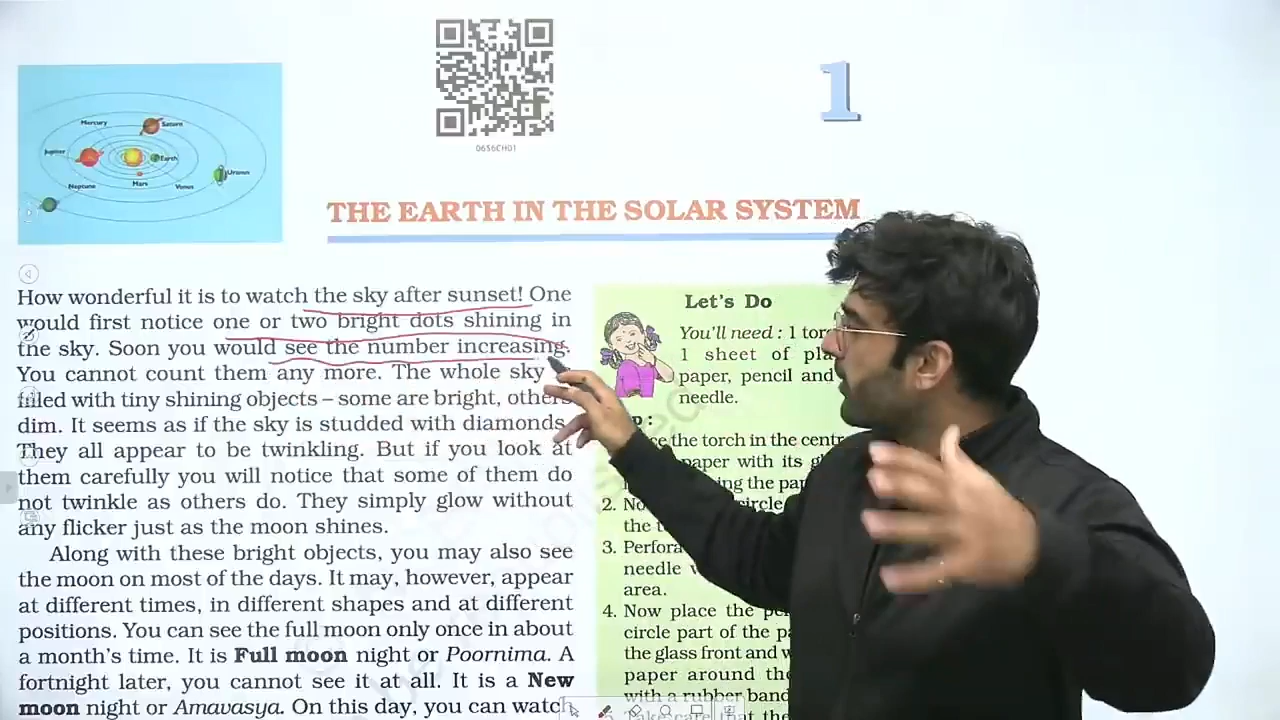 1
0656CH01
Mercury
Saturn
Jupiter
Earth
Uranus
Neptune
Mars
Venus
THE EARTH IN THE SOLAR SYSTEM
How wonderful it is to watch the sky after sunset! One
would first notice one or two bright dots shining in
the sky. Soon you would see the number increasing.
You cannot count them any more. The whole sky
filled with tiny shining objects – some are bright, others
dim. It seems as if the sky is studded with diamonds.
They all appear to be twinkling. But if you look at
them carefully you will notice that some of them do
not twinkle as others do. They simply glow without
any flicker just as the moon shines.
Along with these bright objects, you may also see
the moon on most of the days. It may, however, appear
at different times, in different shapes and at different
positions. You can see the full moon only once in about
a month's time. It is Full moon night or Poornima. A
fortnight later, you cannot see it at all. It is a New
moon night or Amavasya. On this day, you can watch
Let's Do
You'll need : 1
1 sheet of
paper, pencil and
needle.
the torch in the
paper with its
the
2.
the
3.
needle
area.
4. Now place the
circle part of the
the glass front and
paper around the
with a rubber band
5. Take care that the